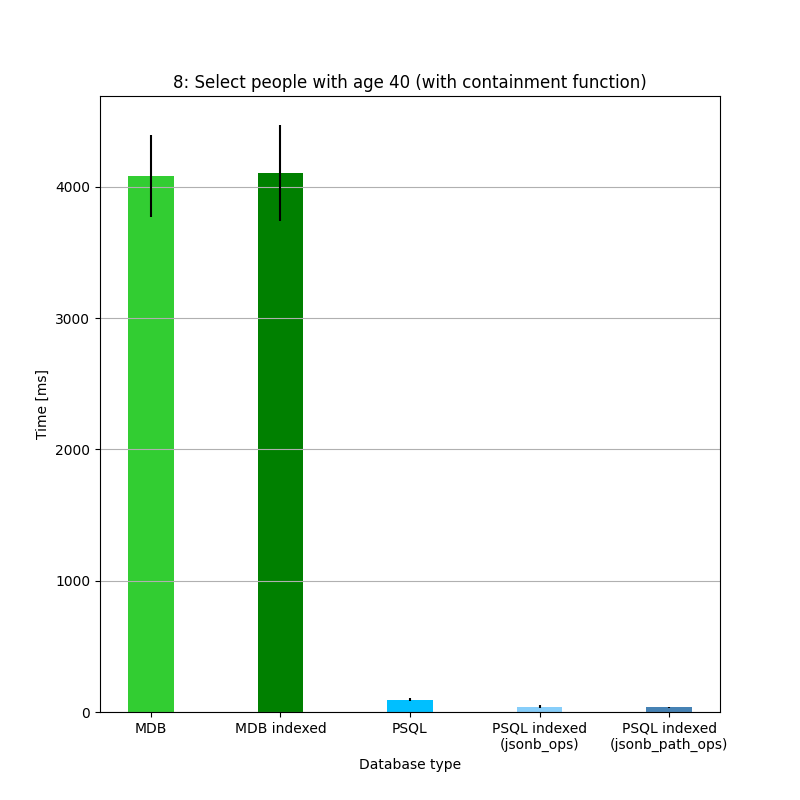 8: Select people with age 40 (with containment function)
Time [ms]
4000
3000
2000
1000
0
MDB
MDB indexed
PSQL
PSQL indexed
(jsonb_ops)
PSQL indexed
(jsonb_path_ops)
Database type